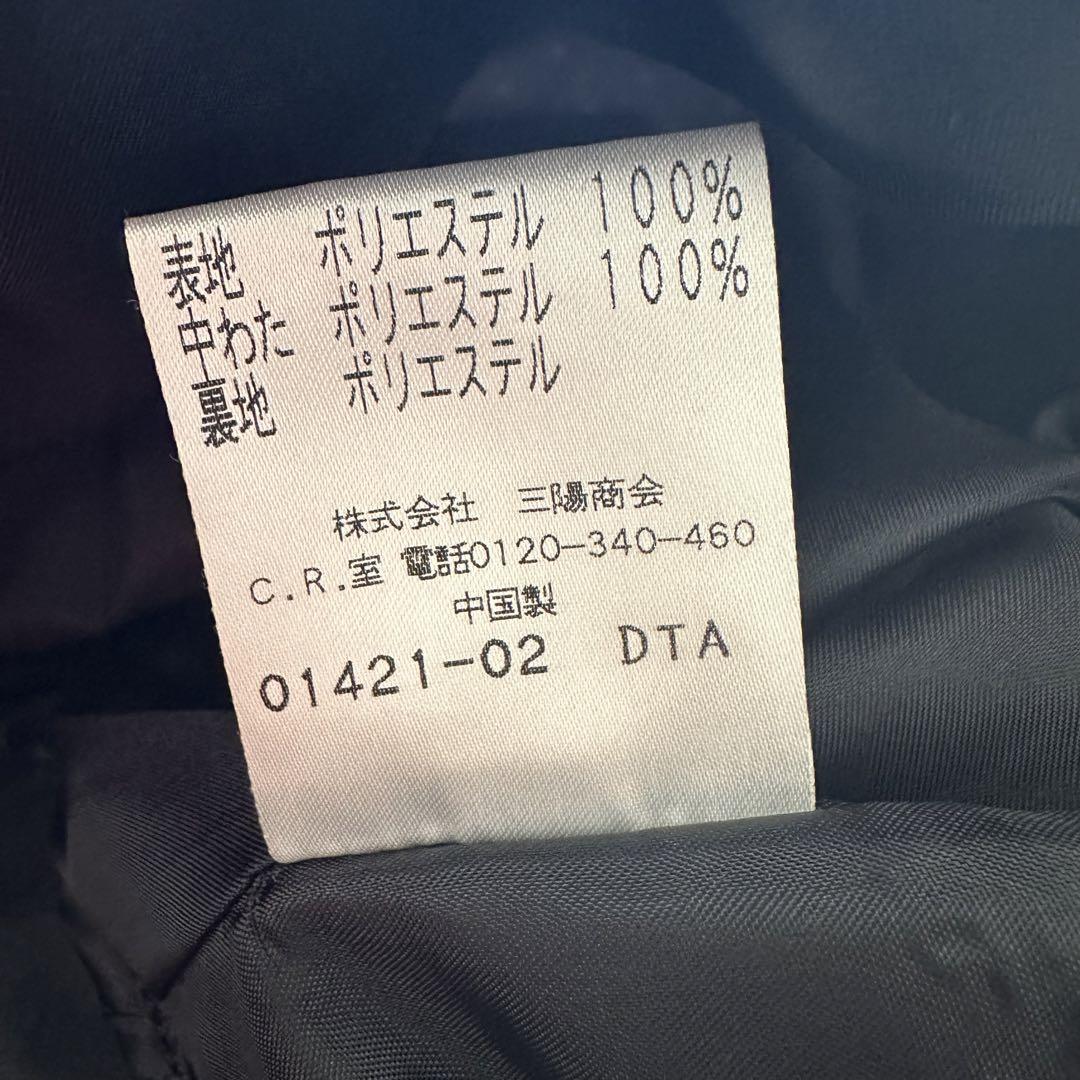 表地 ポリエステル 100%
中わた ポリエステル 100%
裏地 ポリエステル
株式会社 三陽商会
C.R.室 電話0120-340-460
中国製
01421-02 DTA